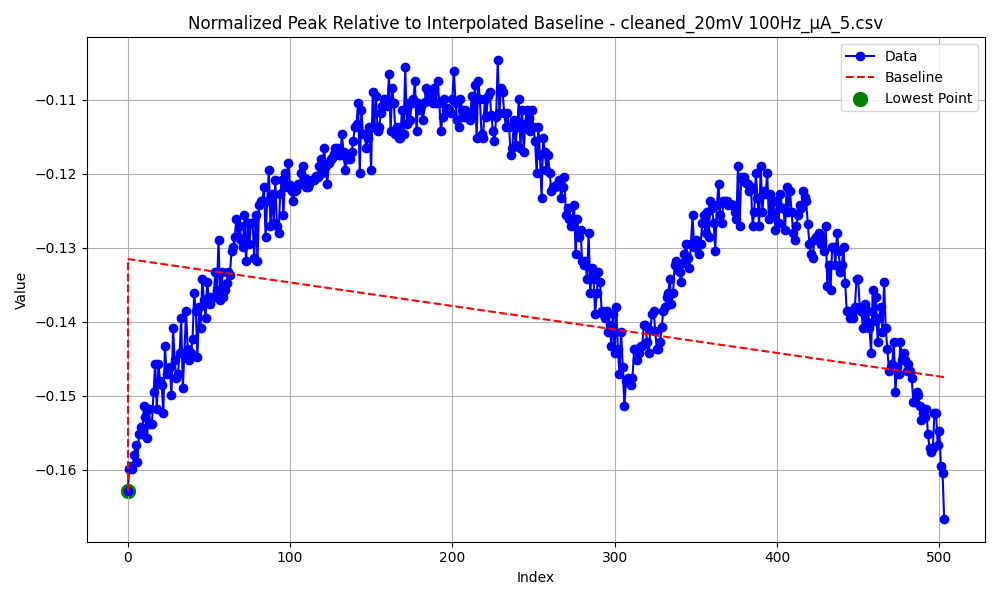 Normalized Peak Relative to Interpolated Baseline - cleaned_20mV 100Hz_μA_5.csv
Data
Baseline
Lowest Point
Value
−0.11
−0.12
−0.13
−0.14
−0.15
−0.16
0
100
200
300
400
500
Index